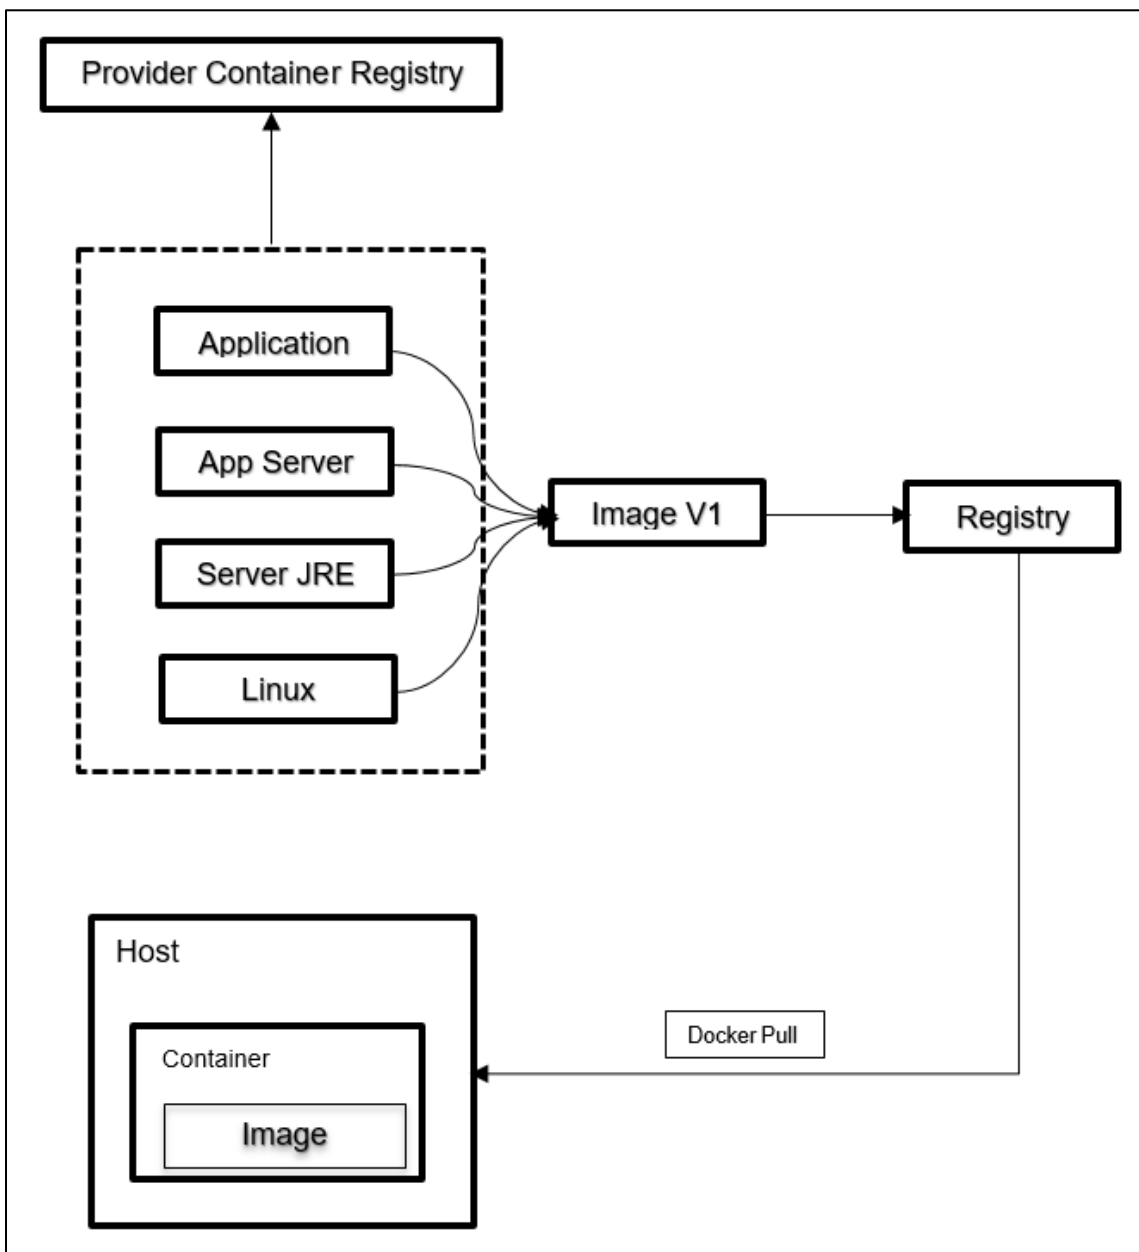 Provider Container Registry
Application
App Server
Server JRE
Linux
Image V1
Registry
Host
Container
Image
Docker Pull